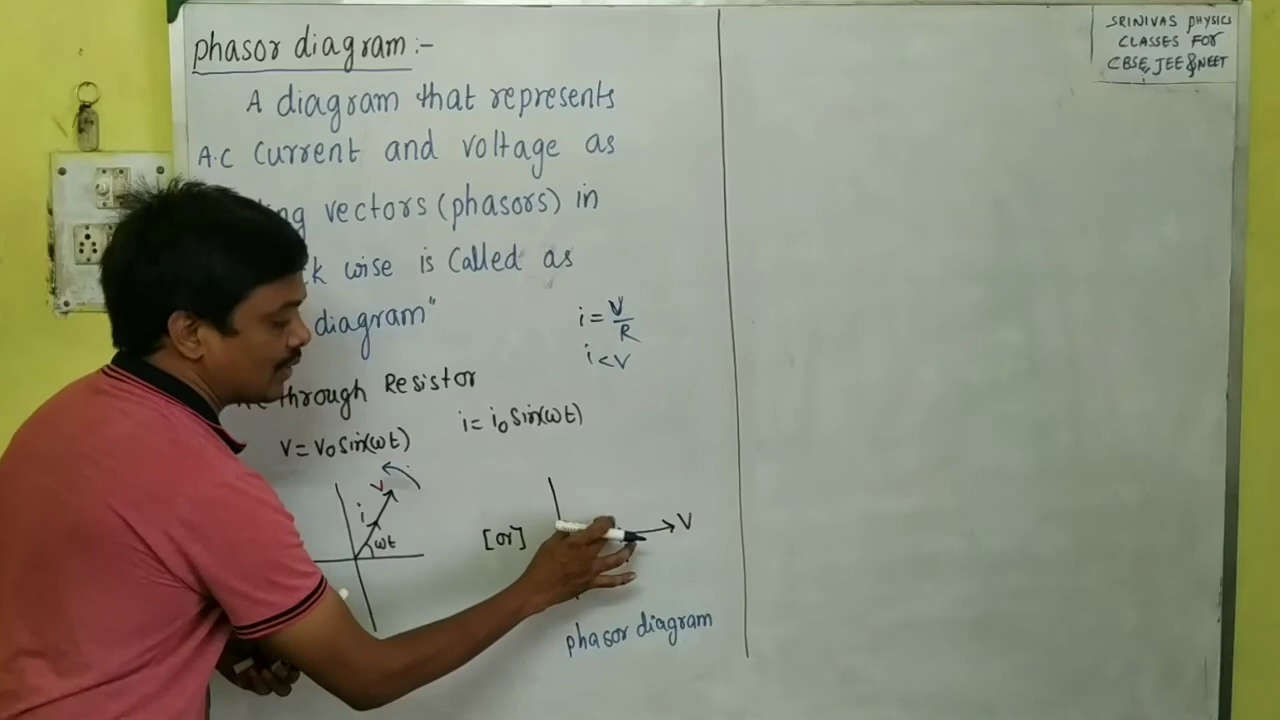 phasor diagram :-
A diagram that represents
A.C Current and voltage as
vectors (phasors) in
wise is Called as
diagram"
i = V/R
i < V
through Resistor
V = V₀ Sin(ωt)
i = i₀ Sin(ωt)
V
i
ωt
[or]
V
phasor diagram
SRINIVAS PHYSICS
CLASSES FOR
CBSE, JEE & NEET